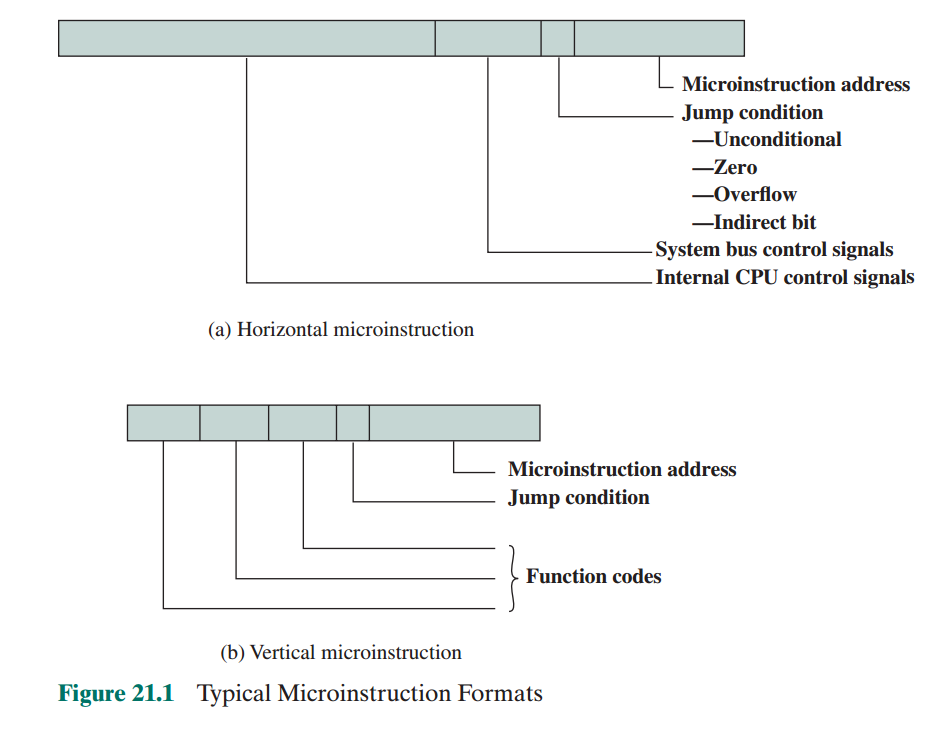 Microinstruction address
Jump condition
—Unconditional
—Zero
—Overflow
—Indirect bit
System bus control signals
Internal CPU control signals
(a) Horizontal microinstruction
Microinstruction address
Jump condition
Function codes
(b) Vertical microinstruction
Figure 21.1 Typical Microinstruction Formats